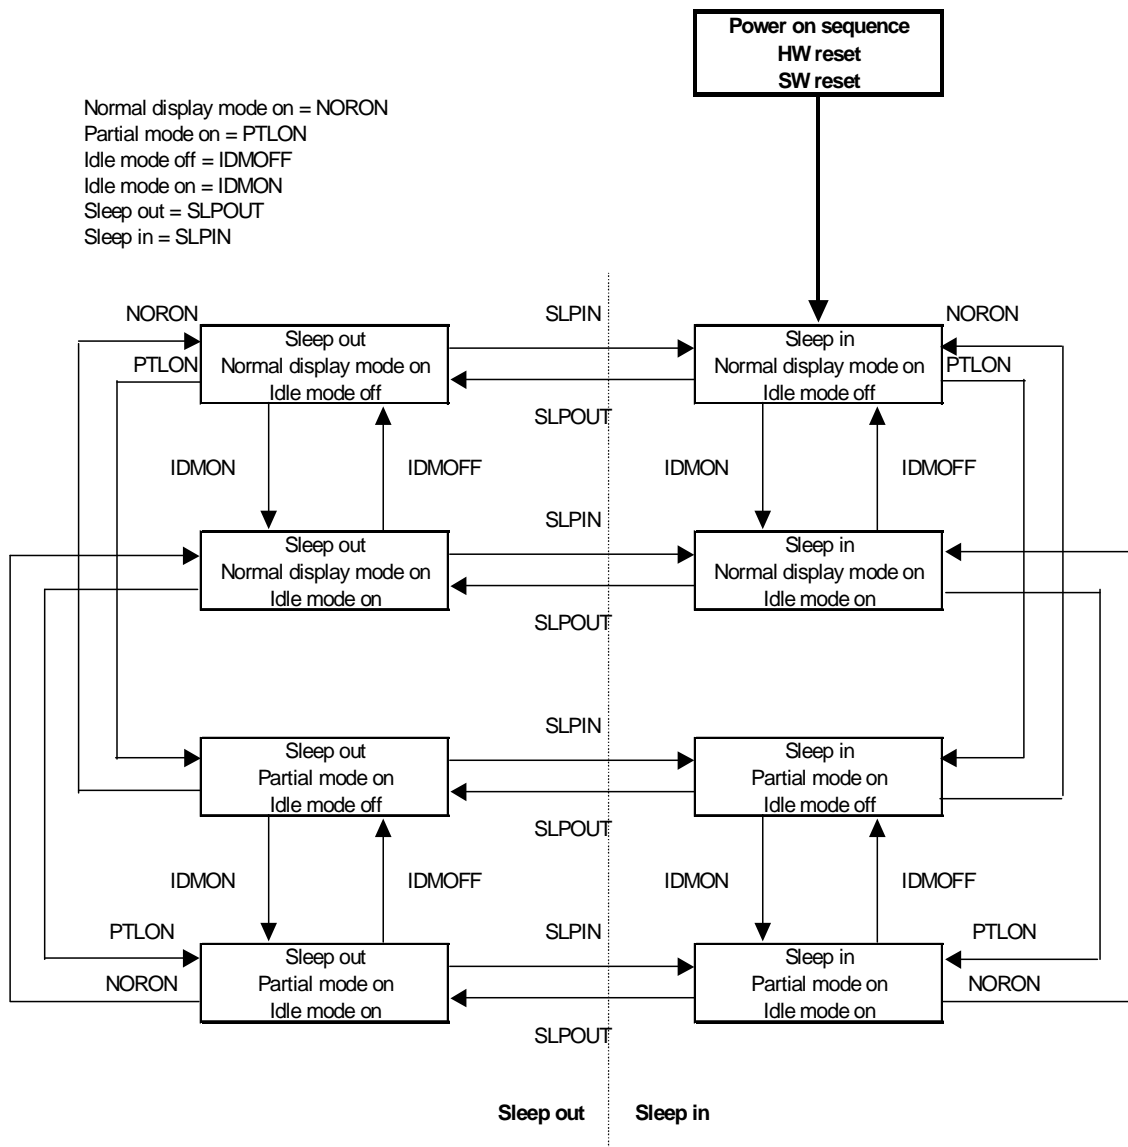 Power on sequence
HW reset
SW reset
Normal display mode on = NORON
Partial mode on = PTLON
Idle mode off = IDMOFF
Idle mode on = IDMON
Sleep out = SLPOUT
Sleep in = SLPIN
NORON
SLPIN
NORON
Sleep out
Normal display mode on
Idle mode off
Sleep in
Normal display mode on
Idle mode off
PTLON
PTLON
SLPOUT
IDMON
IDMOFF
IDMON
IDMOFF
SLPIN
Sleep out
Normal display mode on
Idle mode on
Sleep in
Normal display mode on
Idle mode on
SLPOUT
SLPIN
Sleep out
Partial mode on
Idle mode off
Sleep in
Partial mode on
Idle mode off
SLPOUT
IDMON
IDMOFF
IDMON
IDMOFF
PTLON
SLPIN
PTLON
Sleep out
Partial mode on
Idle mode on
Sleep in
Partial mode on
Idle mode on
NORON
NORON
SLPOUT
Sleep out
Sleep in